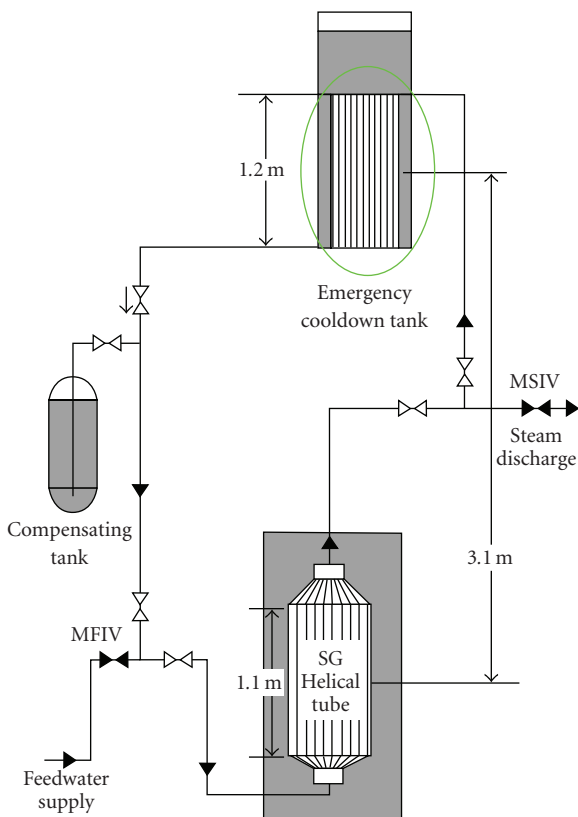 1.2 m
Emergency
cooldown tank
MSIV
Steam
discharge
Compensating
tank
3.1 m
MFIV
1.1 m
SG
Helical
tube
Feedwater
supply